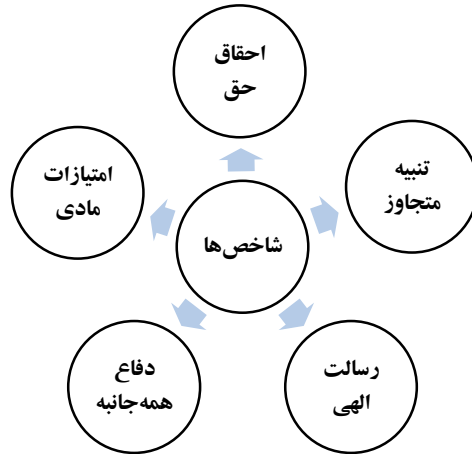 احقاق
حق
تنبیه
متجاوز
رسالت
الهی
دفاع
همه‌جانبه
امتیازات
مادی
شاخص‌ها